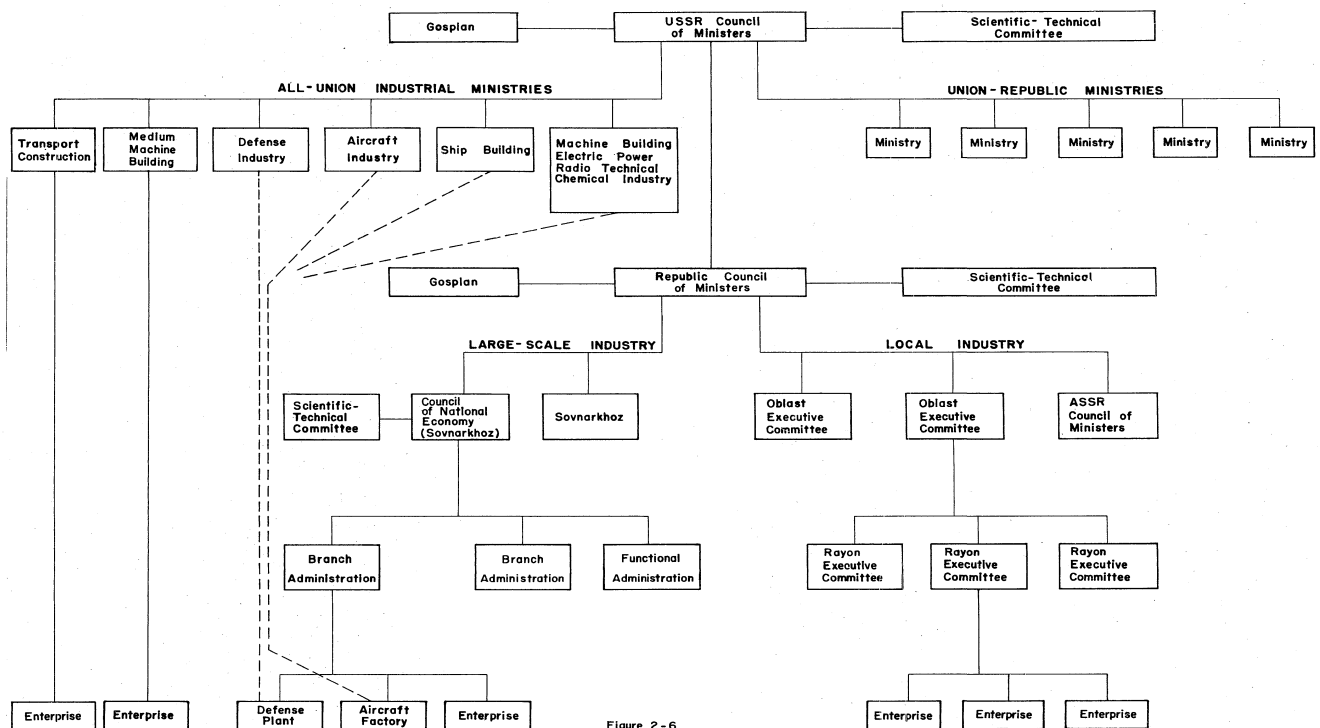 Gosplan
USSR Council
of Ministers
Scientific- Technical
Committee
ALL-UNION INDUSTRIAL MINISTRIES
UNION-REPUBLIC MINISTRIES
Transport
Construction
Medium
Machine
Building
Defense
Industry
Aircraft
Industry
Ship Building
Machine Building
Electric Power
Radio Technical
Chemical Industry
Ministry
Ministry
Ministry
Ministry
Ministry
Gosplan
Republic Council
of Ministers
Scientific-Technical
Committee
LARGE-SCALE INDUSTRY
LOCAL INDUSTRY
Scientific-
Technical
Committee
Council
of National
Economy
(Sovnarkhoz)
Sovnarkhoz
Oblast
Executive
Committee
Oblast
Executive
Committee
ASSR
Council of
Ministers
Branch
Administration
Branch
Administration
Functional
Administration
Rayon
Executive
Committee
Rayon
Executive
Committee
Rayon
Executive
Committee
Enterprise
Enterprise
Defense
Plant
Aircraft
Factory
Enterprise
Enterprise
Enterprise
Enterprise
Figure 2-6